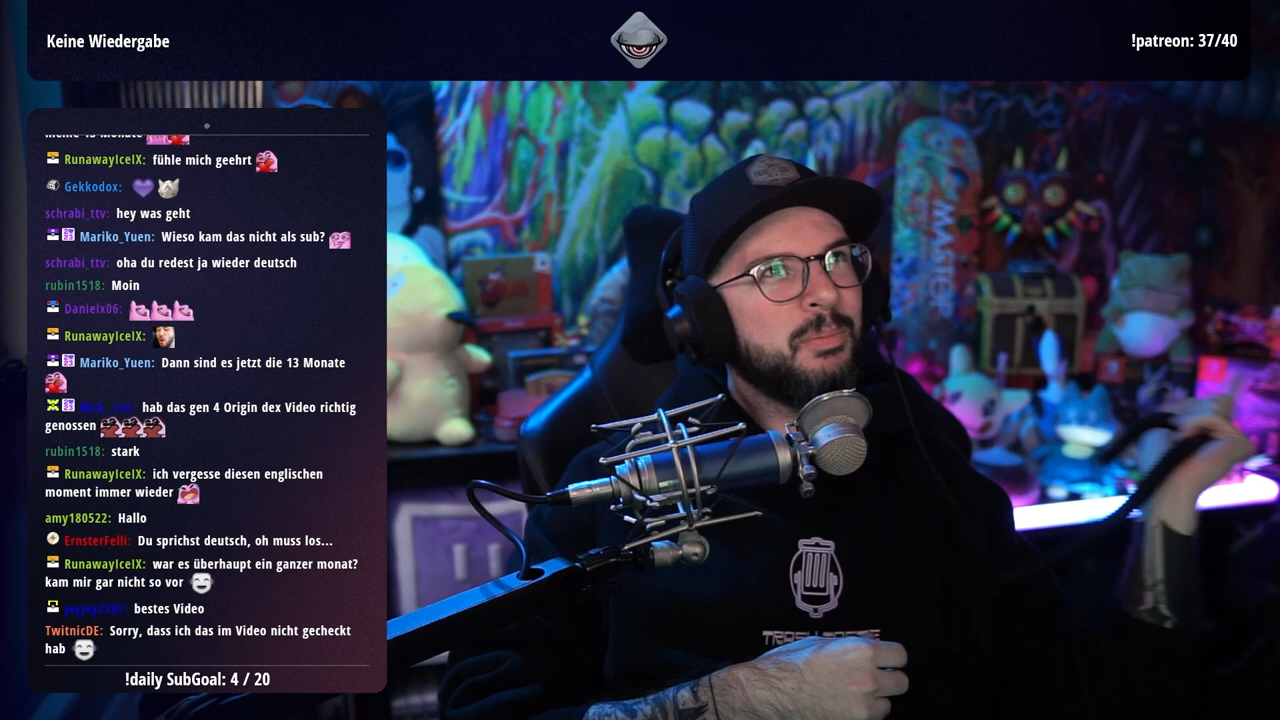 Keine Wiedergabe
!patreon: 37/40
RunawayIceIX: fühle mich geehrt
Gekkodox:
schrabi_ttv: hey was geht
Mariko_Yuen: Wieso kam das nicht als sub?
schrabi_ttv: oha du redest ja wieder deutsch
rubin1518: Moin
Danielx06:
RunawayIceIX:
Mariko_Yuen: Dann sind es jetzt die 13 Monate
hab das gen 4 Origin dex Video richtig
genossen
rubin1518: stark
RunawayIceIX: ich vergesse diesen englischen
moment immer wieder
amy180522: Hallo
ErnsterFelli: Du sprichst deutsch, oh muss los...
RunawayIceIX: war es überhaupt ein ganzer monat?
kam mir gar nicht so vor
bestes Video
TwitnicDE: Sorry, dass ich das im Video nicht gecheckt
hab
!daily SubGoal: 4 / 20
MASTOP